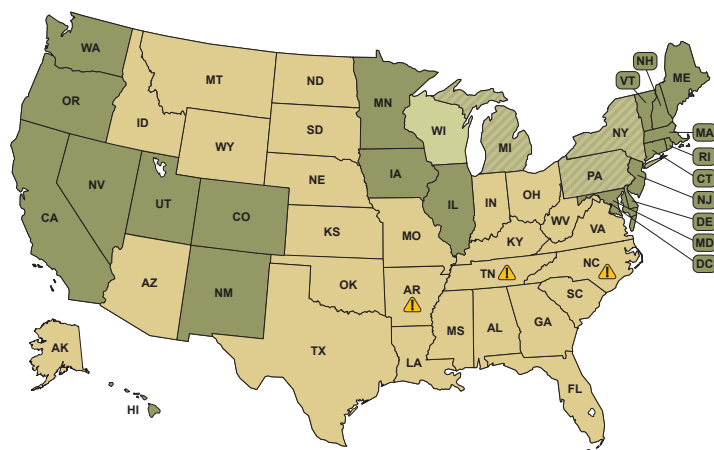 WA
OR
CA
NV
ID
MT
WY
UT
CO
AZ
NM
ND
SD
NE
KS
OK
TX
MN
IA
MO
AR
LA
WI
IL
MI
IN
OH
KY
TN
MS
AL
GA
FL
SC
NC
VA
WV
PA
NY
VT
NH
ME
MA
RI
CT
NJ
DE
MD
DC
AK
HI
!
!
!